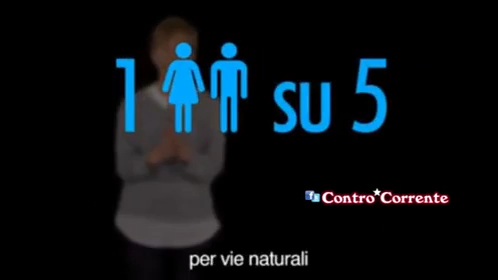 1 su 5
Contro★Corrente
per vie naturali